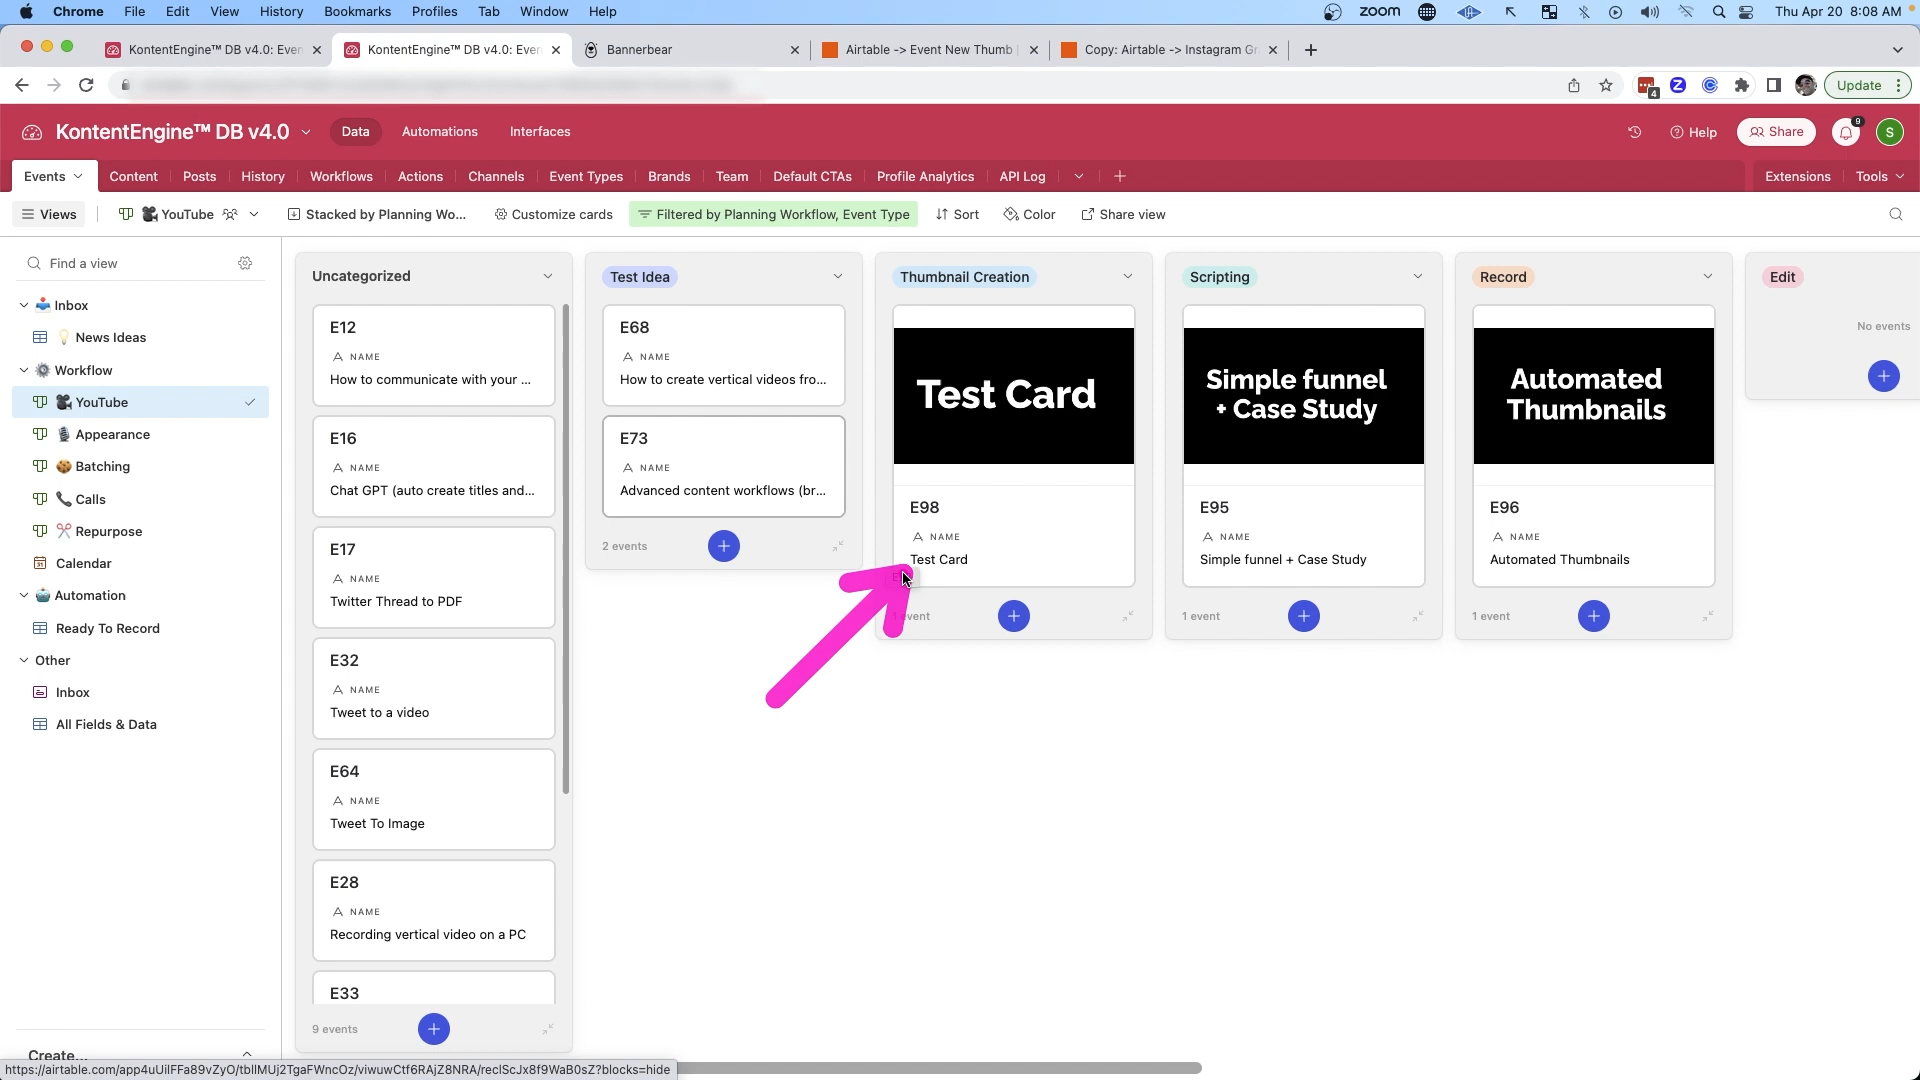 Chrome File Edit View History Bookmarks Profiles Tab Window Help zoom Thu Apr 20 8:08 AM
KontentEngine™ DB v4.0: Even KontentEngine™ DB v4.0: Even Bannerbear Airtable -> Event New Thumb Copy: Airtable -> Instagram Gr
4 Update
KontentEngine™ DB v4.0 Data Automations Interfaces Help Share 9 S
Events Content Posts History Workflows Actions Channels Event Types Brands Team Default CTAs Profile Analytics API Log Extensions Tools
Views YouTube Stacked by Planning Wo... Customize cards Filtered by Planning Workflow, Event Type Sort Color Share view
Find a view
Inbox
News Ideas
Workflow
YouTube
Appearance
Batching
Calls
Repurpose
Calendar
Automation
Ready To Record
Other
Inbox
All Fields & Data
Create...
Uncategorized
E12
NAME
How to communicate with your ...
E16
NAME
Chat GPT (auto create titles and...
E17
NAME
Twitter Thread to PDF
E32
NAME
Tweet to a video
E64
NAME
Tweet To Image
E28
NAME
Recording vertical video on a PC
E33
9 events
Test Idea
E68
NAME
How to create vertical videos fro...
E73
NAME
Advanced content workflows (br...
2 events
Thumbnail Creation
Test Card
E98
NAME
Test Card
event
Scripting
Simple funnel
+ Case Study
E95
NAME
Simple funnel + Case Study
1 event
Record
Automated
Thumbnails
E96
NAME
Automated Thumbnails
1 event
Edit
No events
https://airtable.com/app4uUilFFa89vZyO/tbllMUj2TgaFWncOz/viwuwCtf6RAjZ8NRA/reclScJx8f9WaB0sZ?blocks=hide